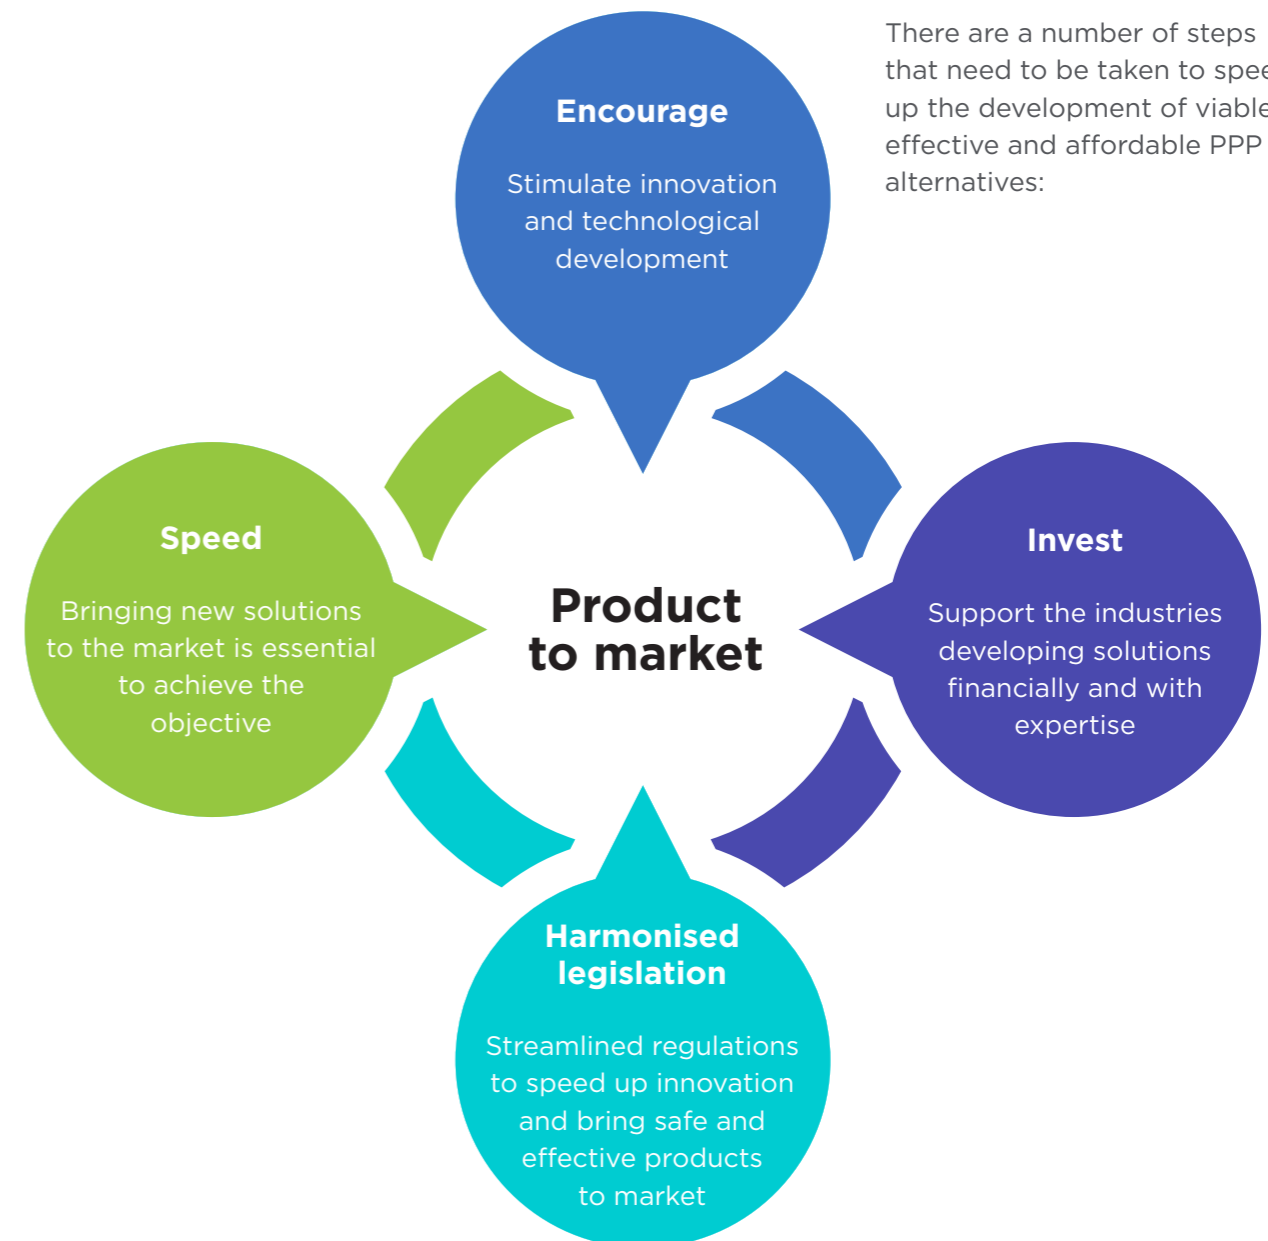 There are a number of steps
that need to be taken to spee
up the development of viable
effective and affordable PPP
alternatives:
Encourage
Stimulate innovation
and technological
development
Invest
Support the industries
developing solutions
financially and with
expertise
Harmonised
legislation
Streamlined regulations
to speed up innovation
and bring safe and
effective products
to market
Speed
Bringing new solutions
to the market is essential
to achieve the
objective
Product
to market